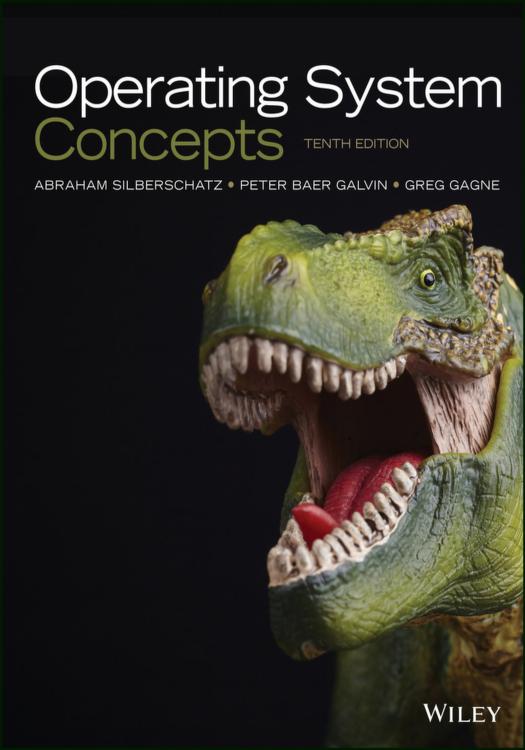 Operating System
Concepts TENTH EDITION
ABRAHAM SILBERSCHATZ • PETER BAER GALVIN • GREG GAGNE
WILEY